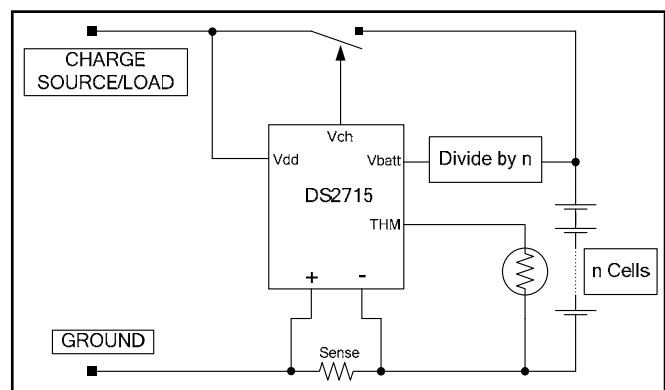 CHARGE
SOURCE/LOAD
Vch
Vdd
Vbatt
Divide by n
DS2715
THM
n Cells
+
-
GROUND
Sense